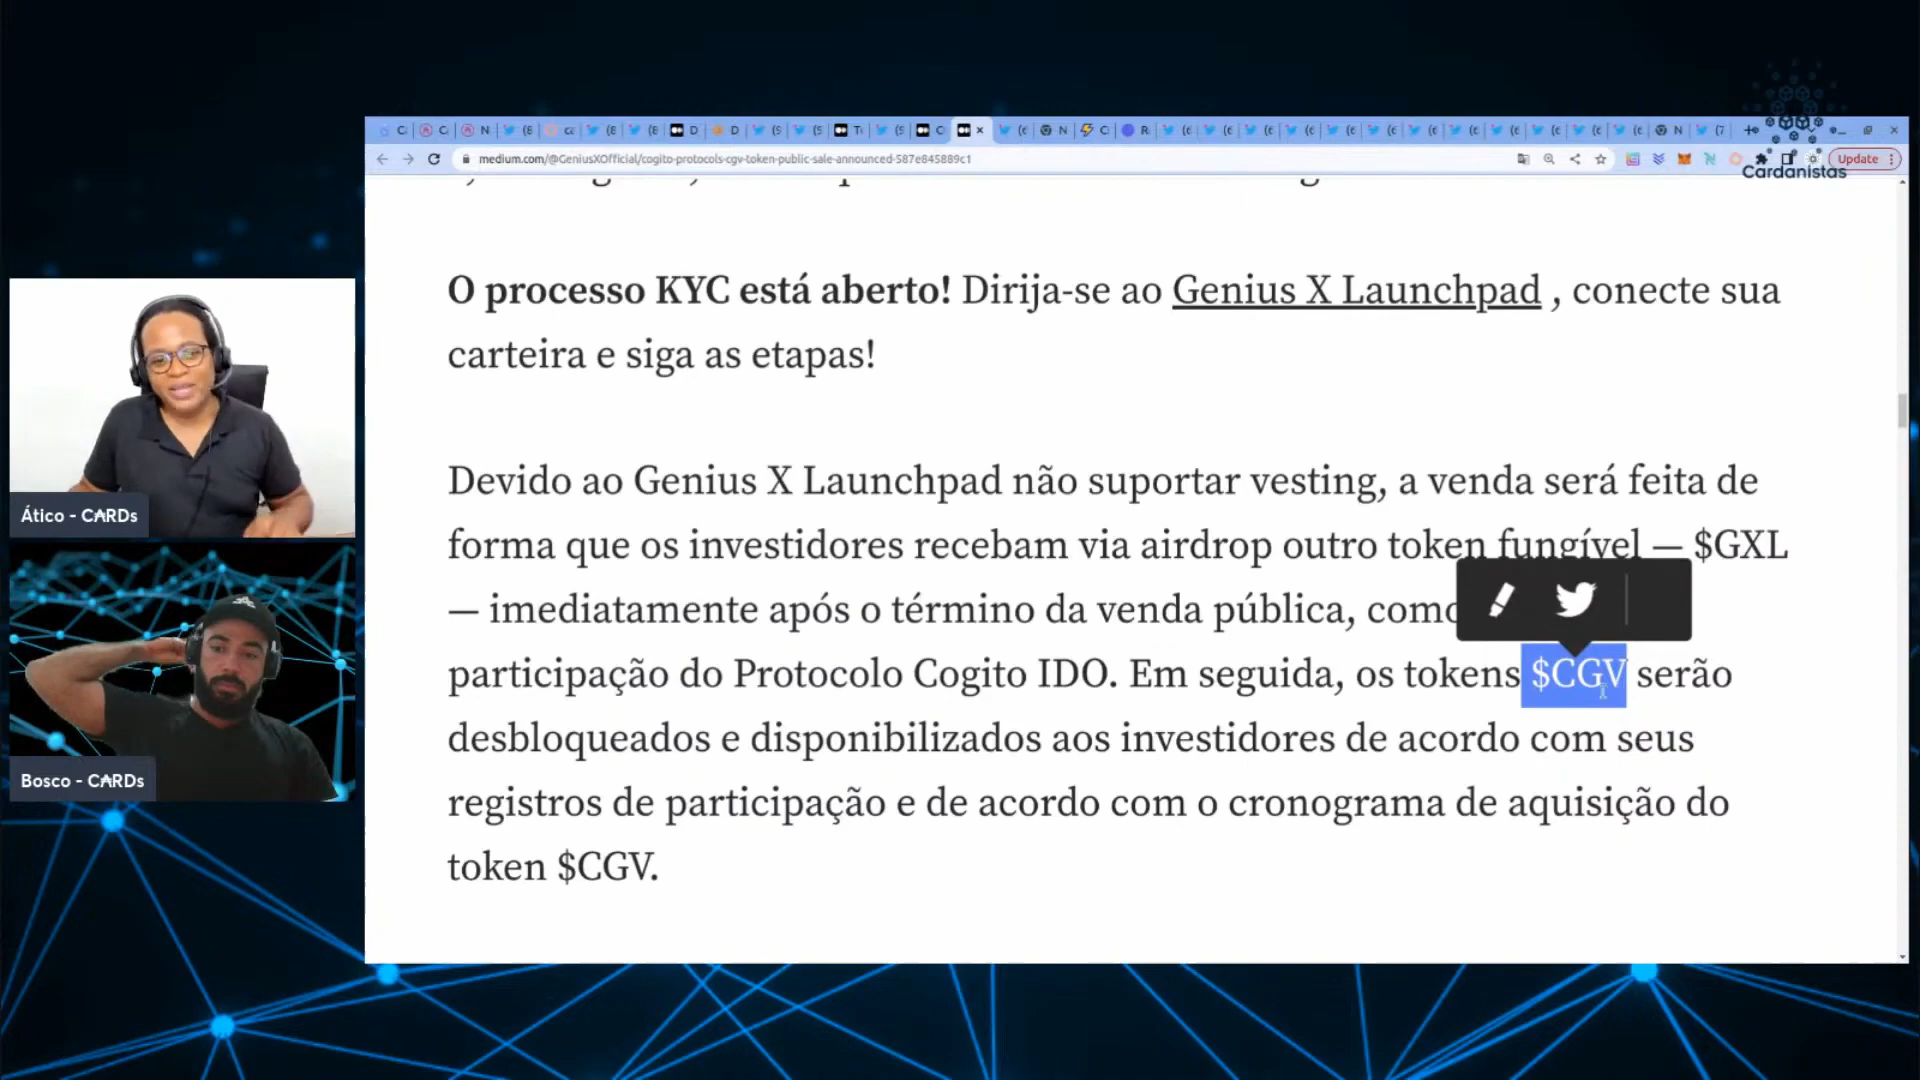 Cardanistas
medium.com/@GeniusXOfficial/cogito-protocols-cgv-token-public-sale-announced-587e845889c1
Update
O processo KYC está aberto! Dirija-se ao Genius X Launchpad , conecte sua
carteira e siga as etapas!
Devido ao Genius X Launchpad não suportar vesting, a venda será feita de
forma que os investidores recebam via airdrop outro token fungível — $GXL
— imediatamente após o término da venda pública, como
participação do Protocolo Cogito IDO. Em seguida, os tokens $CGV serão
desbloqueados e disponibilizados aos investidores de acordo com seus
registros de participação e de acordo com o cronograma de aquisição do
token $CGV.
Ático - C₳RDs
Bosco - C₳RDs